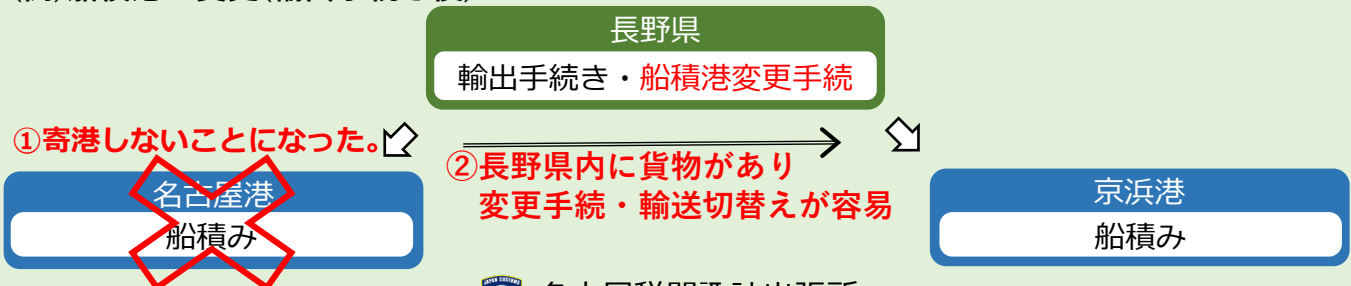 長野県
輸出手続き・船積港変更手続
①寄港しないことになった。
②長野県内に貨物があり
変更手続・輸送切替えが容易
名古屋港
船積み
京浜港
船積み
JAPAN CUSTOMS